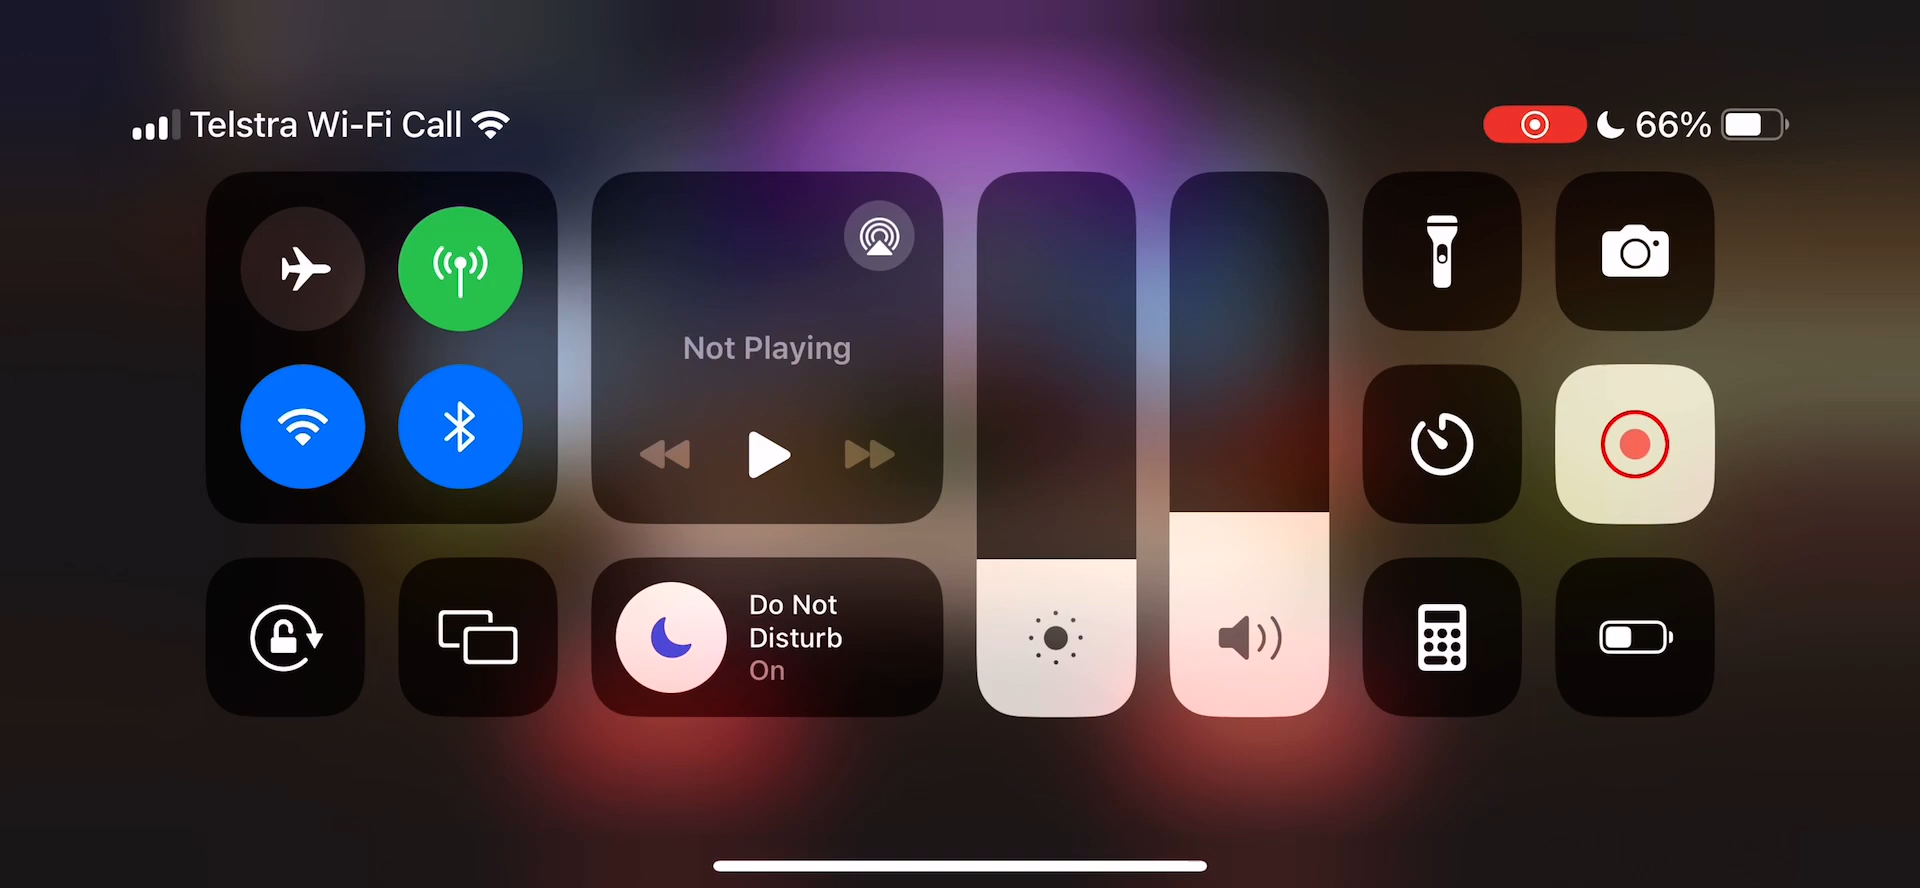 Telstra Wi-Fi Call
66%
Not Playing
Do Not
Disturb
On